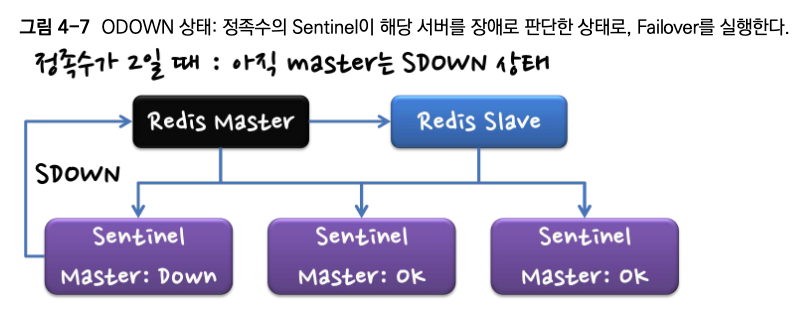 그림 4-7 ODOWN 상태: 정족수의 Sentinel이 해당 서버를 장애로 판단한 상태로, Failover를 실행한다.
정족수가 2일 때 : 아직 master는 SDOWN 상태
Redis Master
Redis Slave
SDOWN
Sentinel
Master: Down
Sentinel
Master: OK
Sentinel
Master: OK